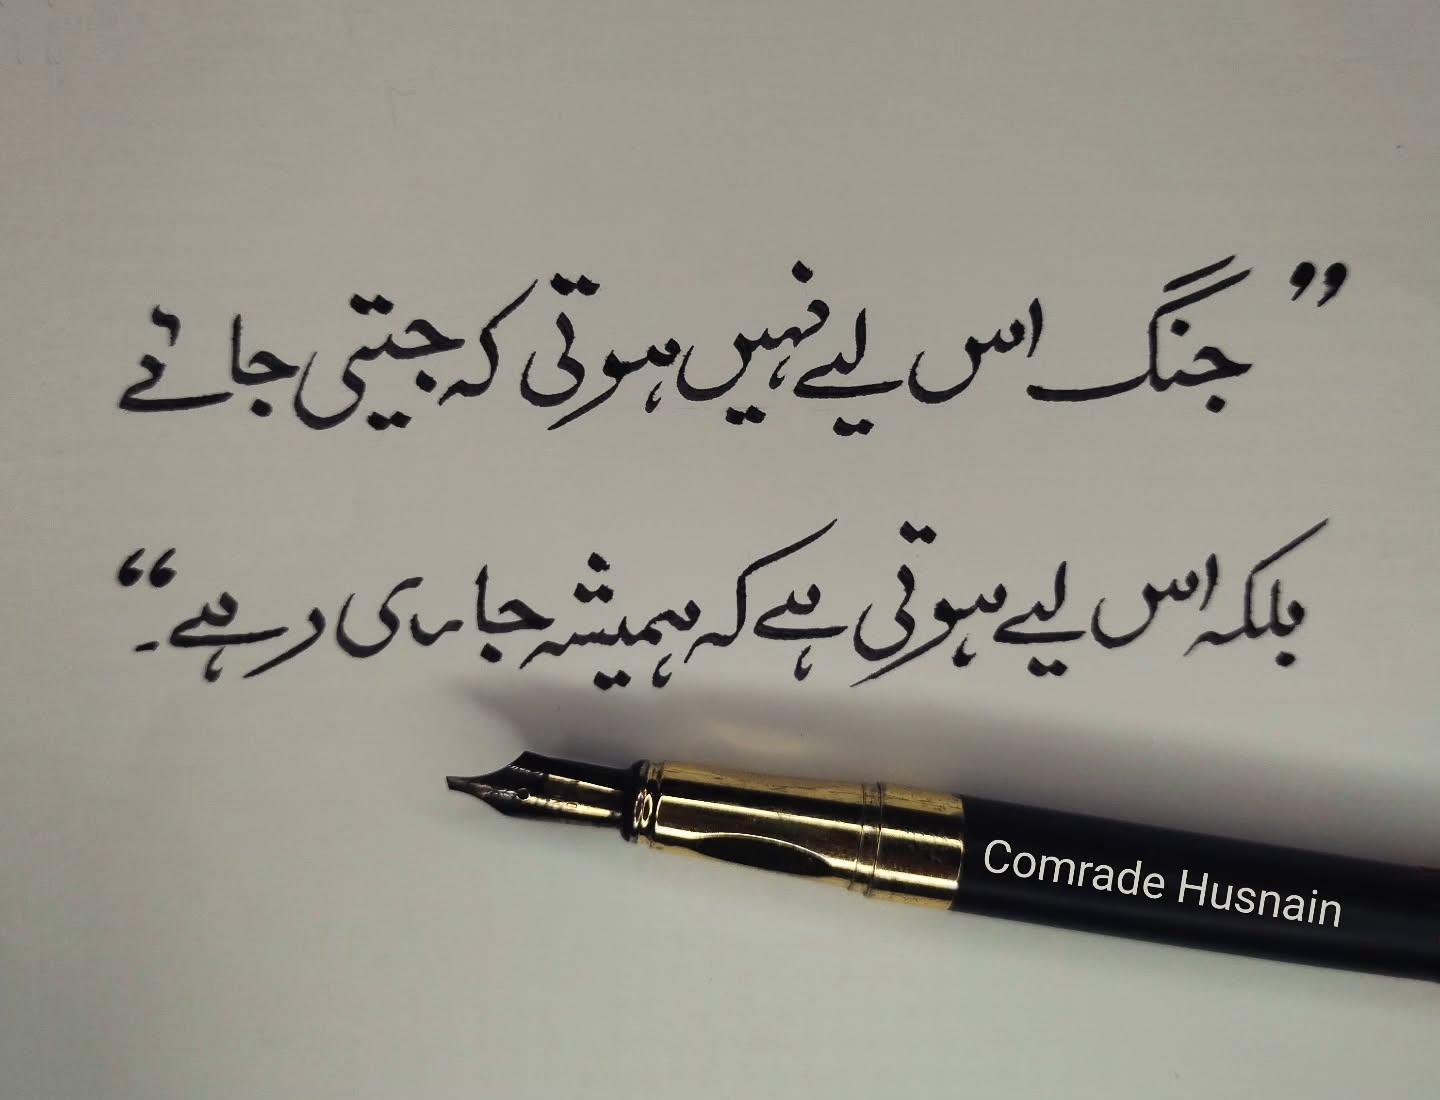 ”جنگ اس لیے نہیں ہوتی کہ جیتی جائے
بلکہ اس لیے ہوتی ہے کہ ہمیشہ جاری رہے۔“
Comrade Husnain